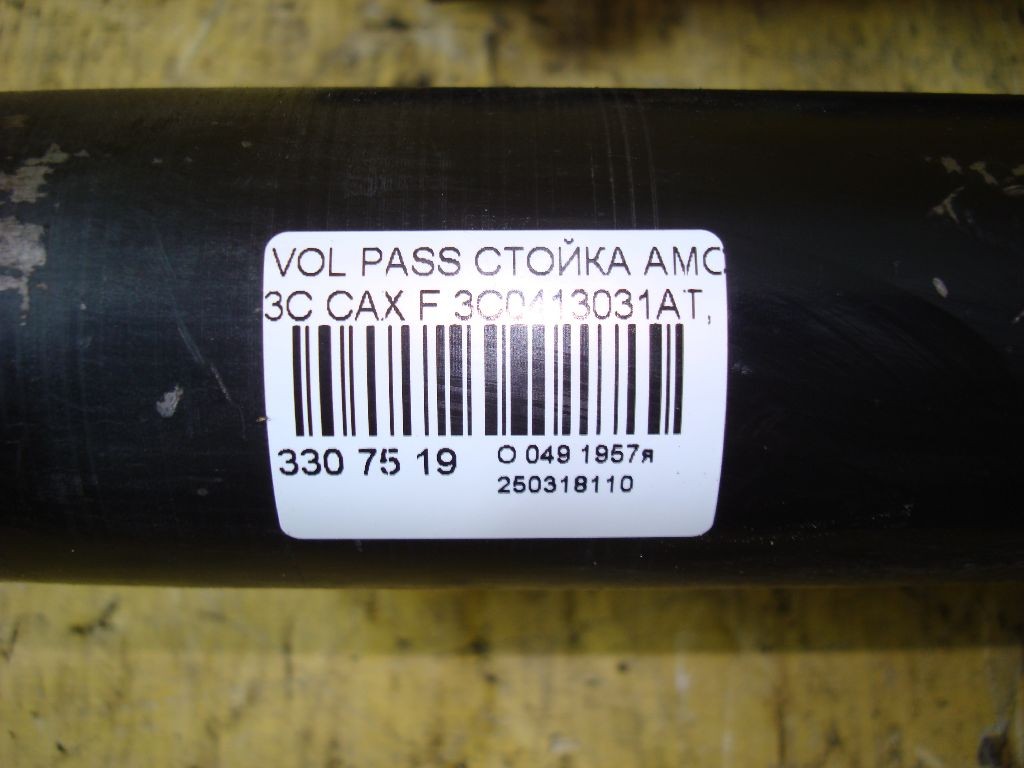 VOL PASS СТОЙКА АМС
3C CAX F 3C0413031AT,
330 75 19
O 049 1957я
250318110